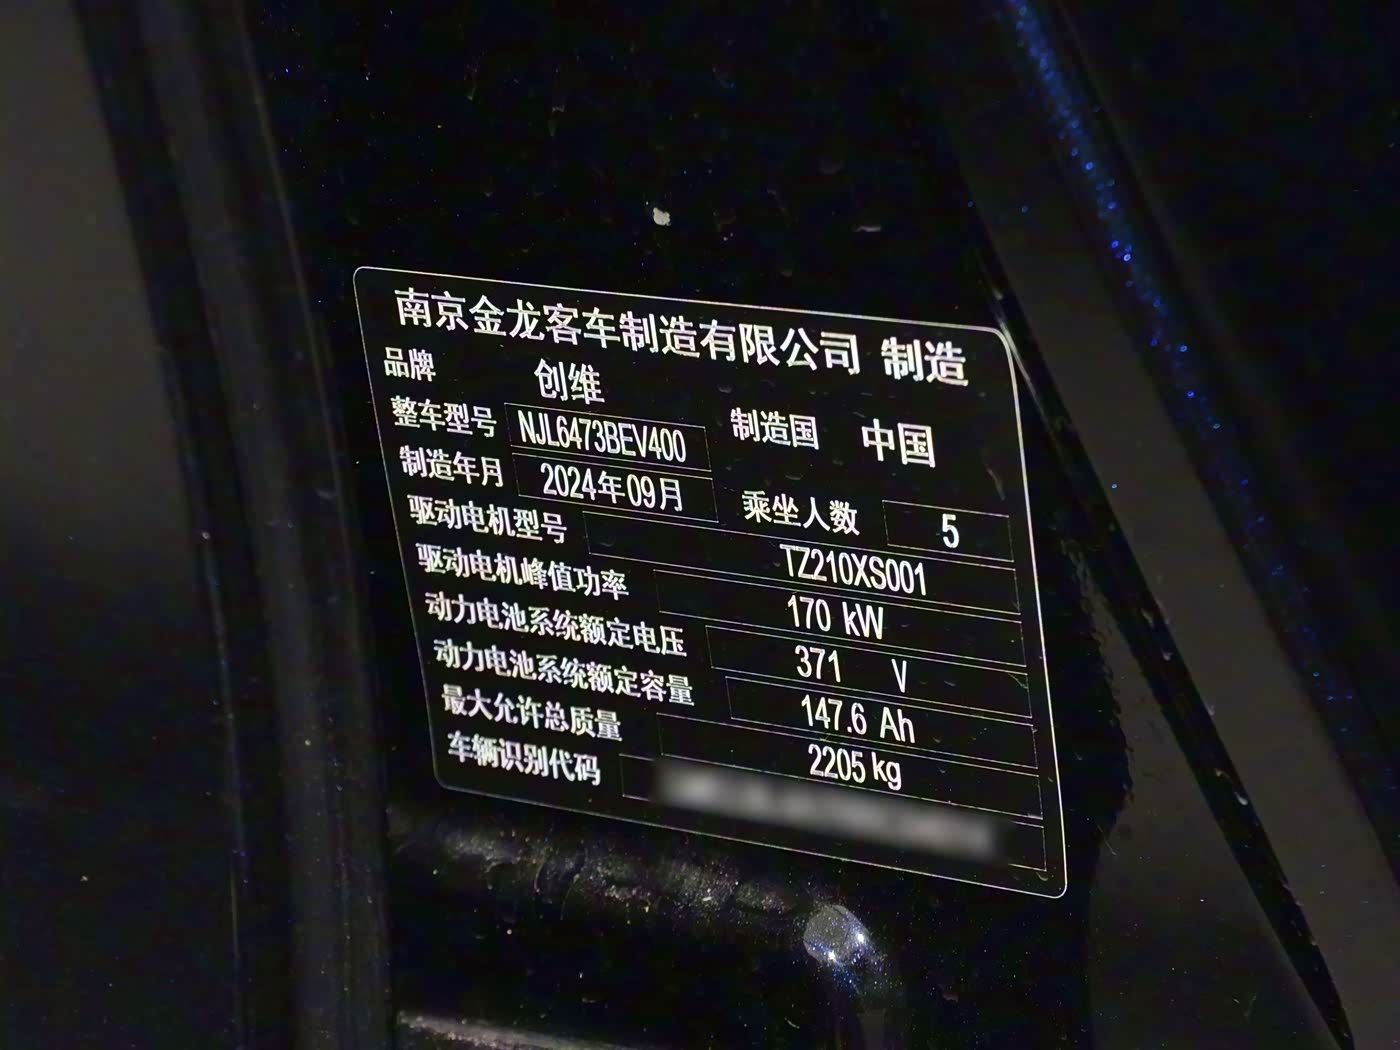 南京金龙客车制造有限公司 制造
品牌 创维
整车型号 NJL6473BEV400 制造国 中国
制造年月 2024年09月 乘坐人数 5
驱动电机型号 TZ210XS001
驱动电机峰值功率 170 kW
动力电池系统额定电压 371 V
动力电池系统额定容量 147.6 Ah
最大允许总质量 2205 kg
车辆识别代码